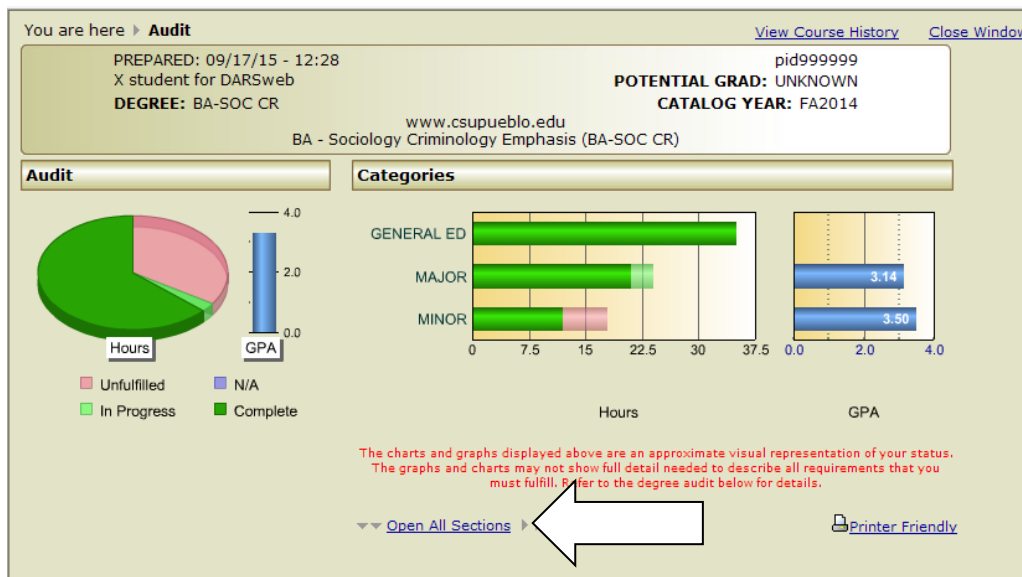 You are here Audit
View Course History Close Window
PREPARED: 09/17/15 - 12:28 pid999999
X student for DARSweb POTENTIAL GRAD: UNKNOWN
DEGREE: BA-SOC CR CATALOG YEAR: FA2014
www.csupueblo.edu
BA - Sociology Criminology Emphasis (BA-SOC CR)
Audit
4.0
2.0
0.0
Hours GPA
Unfulfilled N/A
In Progress Complete
Categories
GENERAL ED
MAJOR 3.14
MINOR 3.50
0 7.5 15 22.5 30 37.5 0.0 2.0 4.0
Hours GPA
The charts and graphs displayed above are an approximate visual representation of your status.
The graphs and charts may not show full detail needed to describe all requirements that you
must fulfill. Refer to the degree audit below for details.
Open All Sections Printer Friendly